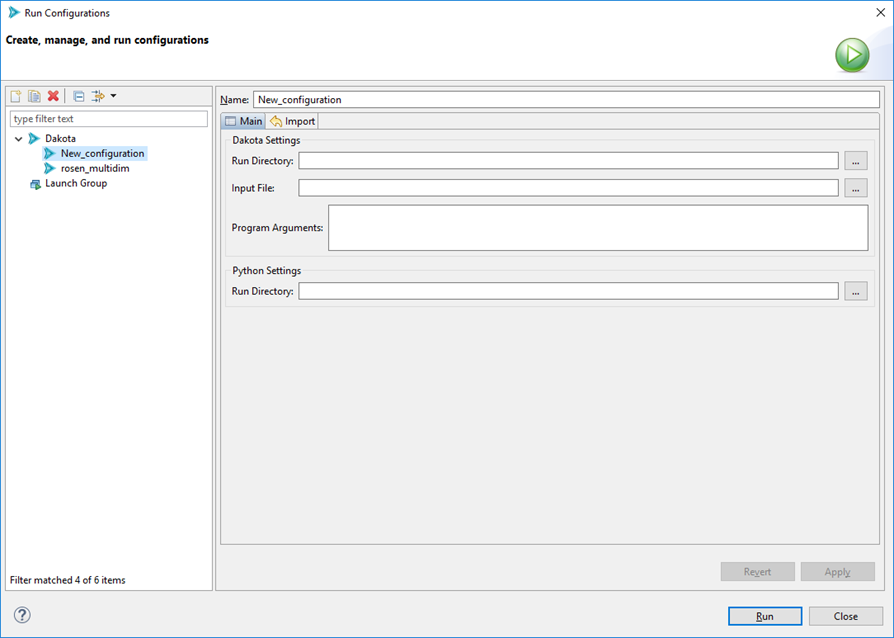 Run Configurations
Create, manage, and run configurations
type filter text
Dakota
New_configuration
rosen_multidim
Launch Group
Filter matched 4 of 6 items
Name: New_configuration
Main Import
Dakota Settings
Run Directory: ...
Input File: ...
Program Arguments:
Python Settings
Run Directory: ...
Revert Apply
? Run Close